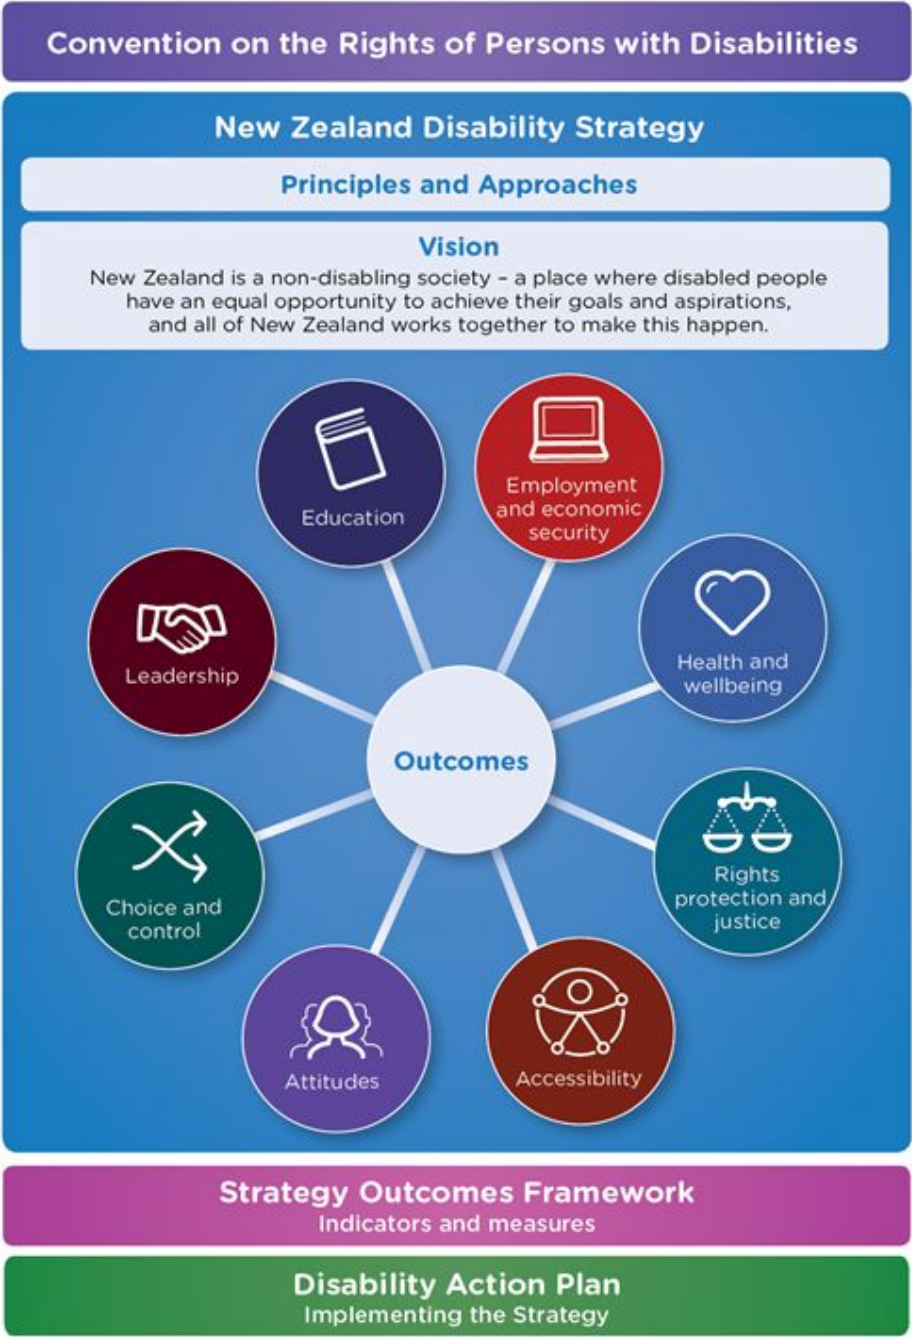 Convention on the Rights of Persons with Disabilities
New Zealand Disability Strategy
Principles and Approaches
Vision
New Zealand is a non-disabling society – a place where disabled people
have an equal opportunity to achieve their goals and aspirations,
and all of New Zealand works together to make this happen.
Education
Employment
and economic
security
Leadership
Health and
wellbeing
Outcomes
Choice and
control
Rights
protection and
justice
Attitudes
Accessibility
Strategy Outcomes Framework
Indicators and measures
Disability Action Plan
Implementing the Strategy